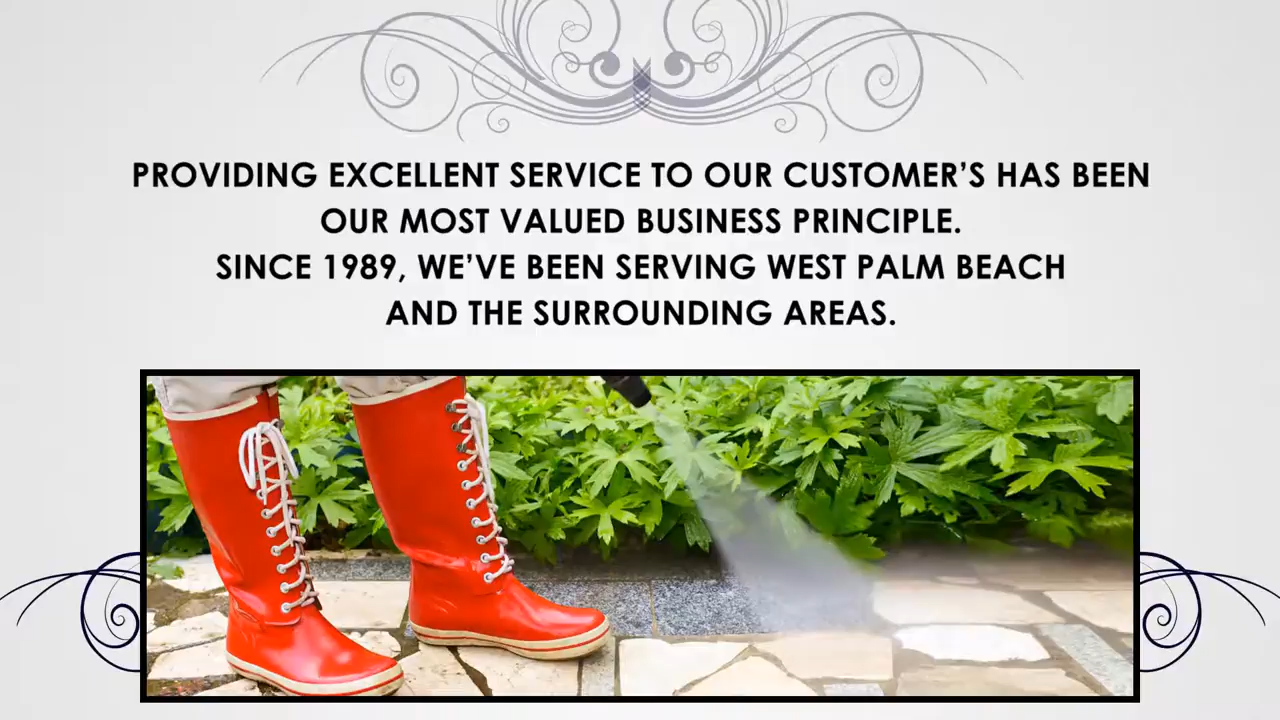 PROVIDING EXCELLENT SERVICE TO OUR CUSTOMER’S HAS BEEN
OUR MOST VALUED BUSINESS PRINCIPLE.
SINCE 1989, WE’VE BEEN SERVING WEST PALM BEACH
AND THE SURROUNDING AREAS.